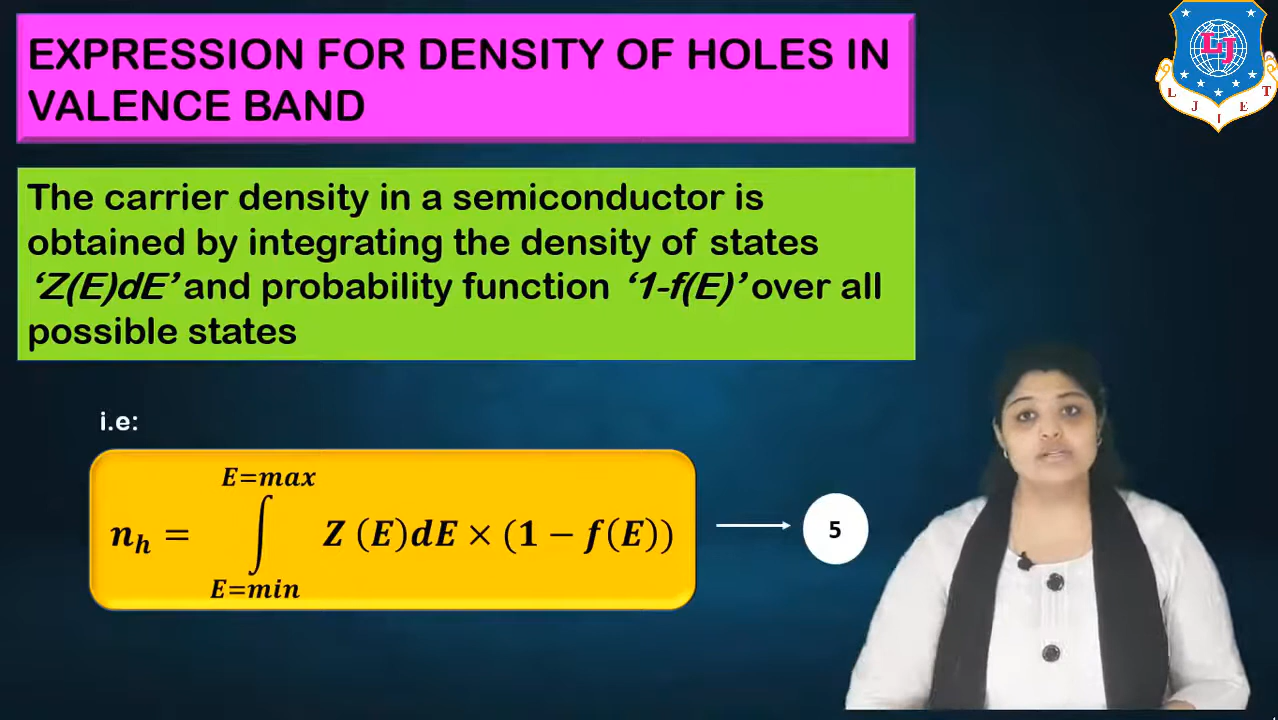 EXPRESSION FOR DENSITY OF HOLES IN
VALENCE BAND
LJ
L J I E T
The carrier density in a semiconductor is
obtained by integrating the density of states
‘Z(E)dE’ and probability function ‘1-f(E)’ over all
possible states
i.e:
E=max
n_h = ∫ Z (E)dE × (1 − f(E))
E=min
5